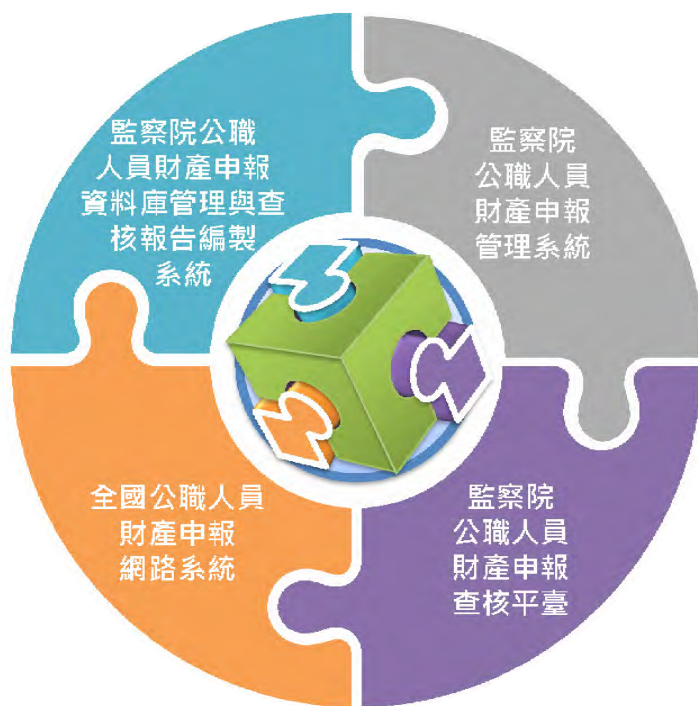 監察院公職
人員財產申報
資料庫管理與查
核報告編製
系統
監察院
公職人員
財產申報
管理系統
全國公職人員
財產申報
網路系統
監察院
公職人員
財產申報
查核平臺